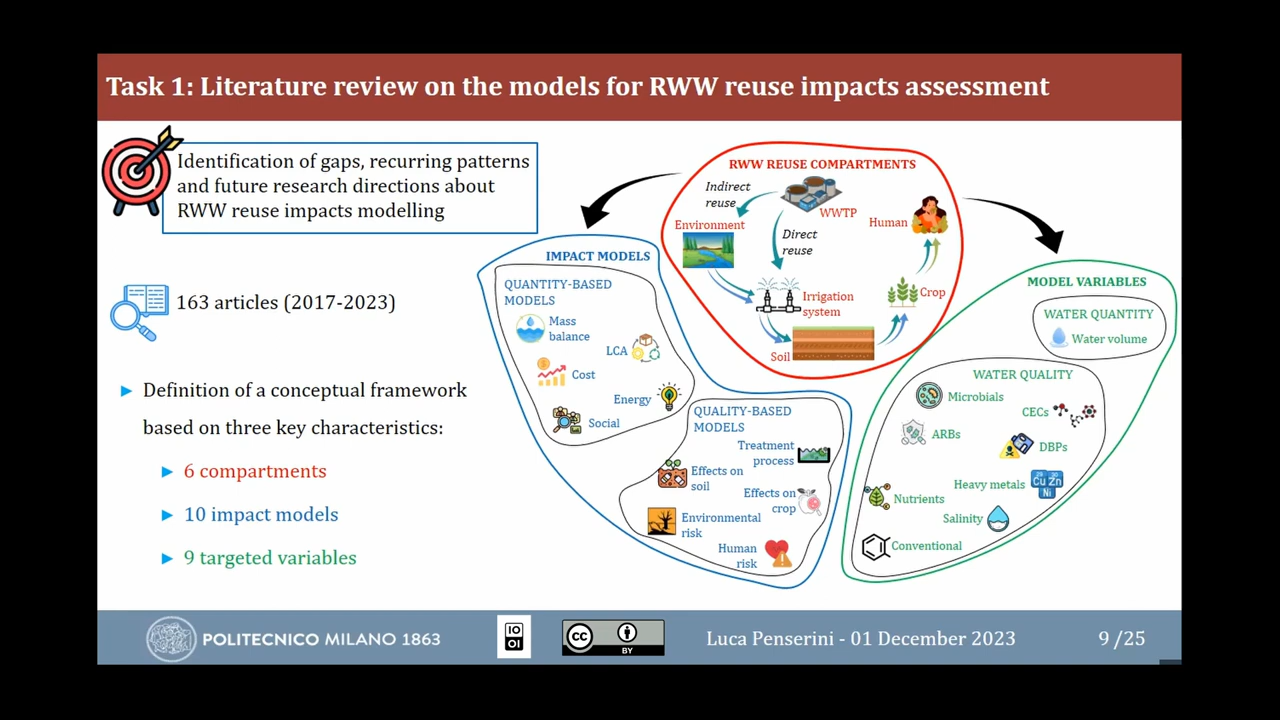 Task 1: Literature review on the models for RWW reuse impacts assessment
Identification of gaps, recurring patterns
and future research directions about
RWW reuse impacts modelling
163 articles (2017-2023)
Definition of a conceptual framework
based on three key characteristics:
6 compartments
10 impact models
9 targeted variables
RWW REUSE COMPARTMENTS
Indirect
reuse
WWTP
Human
Environment
Direct
reuse
Irrigation
system
Crop
Soil
IMPACT MODELS
QUANTITY-BASED
MODELS
Mass
balance
LCA
Cost
Energy
Social
QUALITY-BASED
MODELS
Treatment
process
Effects on
soil
Effects on
crop
Environmental
risk
Human
risk
MODEL VARIABLES
WATER QUANTITY
Water volume
WATER QUALITY
Microbials
CECs
ARBs
DBPs
Heavy metals
Cu Zn
Ni
Nutrients
Salinity
Conventional
POLITECNICO MILANO 1863
IO
OI
CC
BY
Luca Penserini - 01 December 2023
9 /25